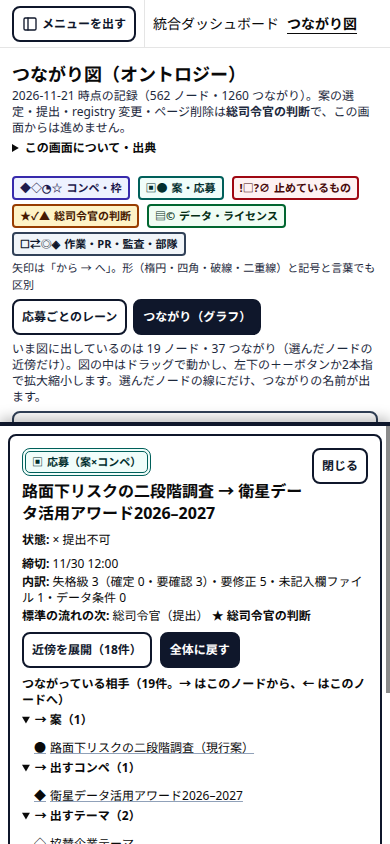 メニューを出す
統合ダッシュボード つながり図
つながり図（オントロジー）
2026-11-21 時点の記録（562 ノード・1260 つながり）。案の選
定・提出・registry 変更・ページ削除は総司令官の判断で、この画
面からは進めません。
▶ この画面について・出典
◆◇◔☆ コンペ・枠
▣● 案・応募
!□?⊘ 止めているもの
★✓▲ 総司令官の判断
▤© データ・ライセンス
☐⇄◎◆ 作業・PR・監査・部隊
矢印は「から → へ」。形（楕円・四角・破線・二重線）と記号と言葉でも
区別
応募ごとのレーン
つながり（グラフ）
いま図に出しているのは 19 ノード・37 つながり（選んだノードの
近傍だけ）。図の中はドラッグで動かし、左下の＋−ボタンか2本指
で拡大縮小します。選んだノードの線にだけ、つながりの名前が出
ます。
▣ 応募（案×コンペ）
閉じる
路面下リスクの二段階調査 → 衛星デー
タ活用アワード2026–2027
状態: × 提出不可
締切: 11/30 12:00
内訳: 失格級 3（確定 0・要確認 3）・要修正 5・未記入欄ファイ
ル 1・データ条件 0
標準の流れの次: 総司令官（提出） ★ 総司令官の判断
近傍を展開（18件）
全体に戻す
つながっている相手（19件。→ はこのノードから、← はこのノ
ードへ）
▼ → 案（1）
● 路面下リスクの二段階調査（現行案）
▼ → 出すコンペ（1）
◆ 衛星データ活用アワード2026–2027
▼ → 出すテーマ（2）
◇ 協賛企業テーマ